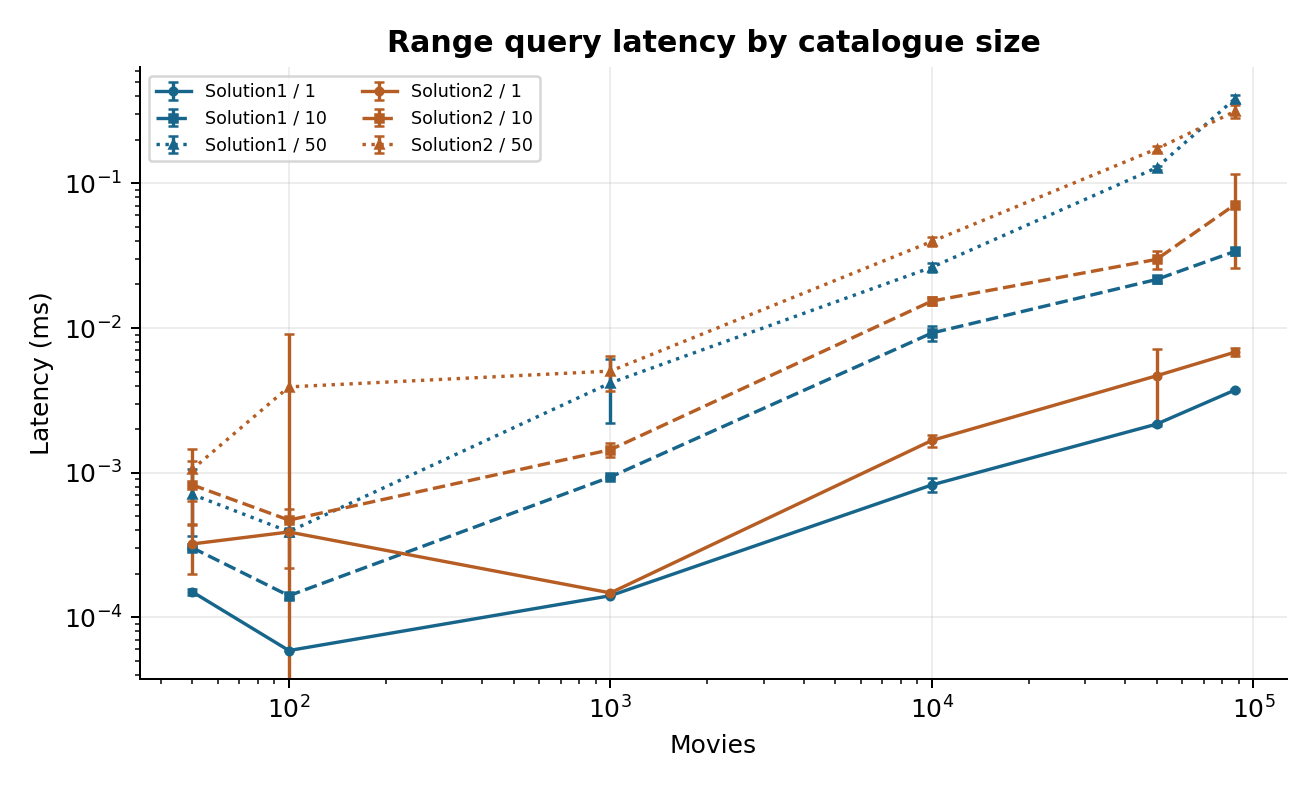 Range query latency by catalogue size
Solution1 / 1
Solution1 / 10
Solution1 / 50
Solution2 / 1
Solution2 / 10
Solution2 / 50
Latency (ms)
10⁻¹
10⁻²
10⁻³
10⁻⁴
10² 10³ 10⁴ 10⁵
Movies